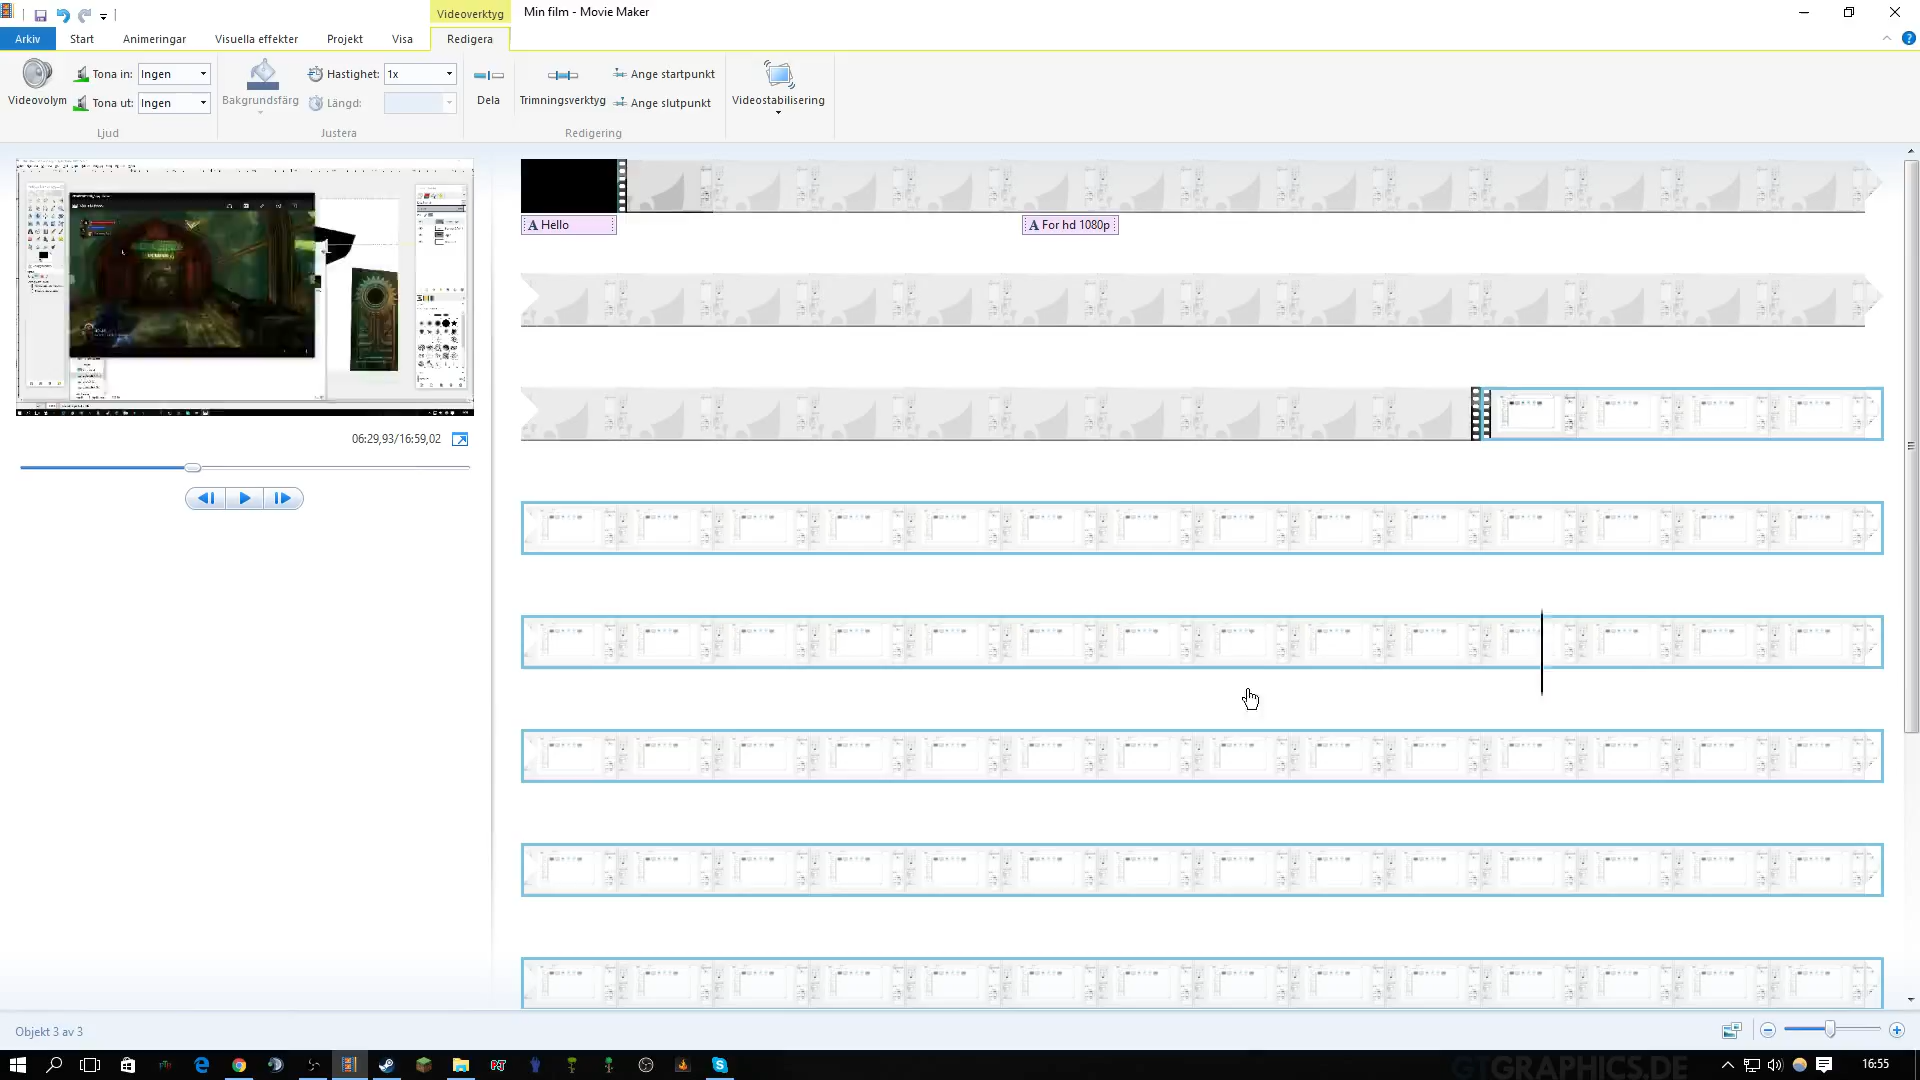 Videoverktyg
Min film - Movie Maker
Arkiv
Start
Animeringar
Visuella effekter
Projekt
Visa
Redigera
Videovolym
Tona in:
Ingen
Tona ut:
Ingen
Ljud
Bakgrundsfärg
Hastighet:
1x
Längd:
Justera
Dela
Trimningsverktyg
Ange startpunkt
Ange slutpunkt
Redigering
Videostabilisering
A Hello
A For hd 1080p
06:29,93/16:59,02
Objekt 3 av 3
GTGRAPHICS.DE
16:55